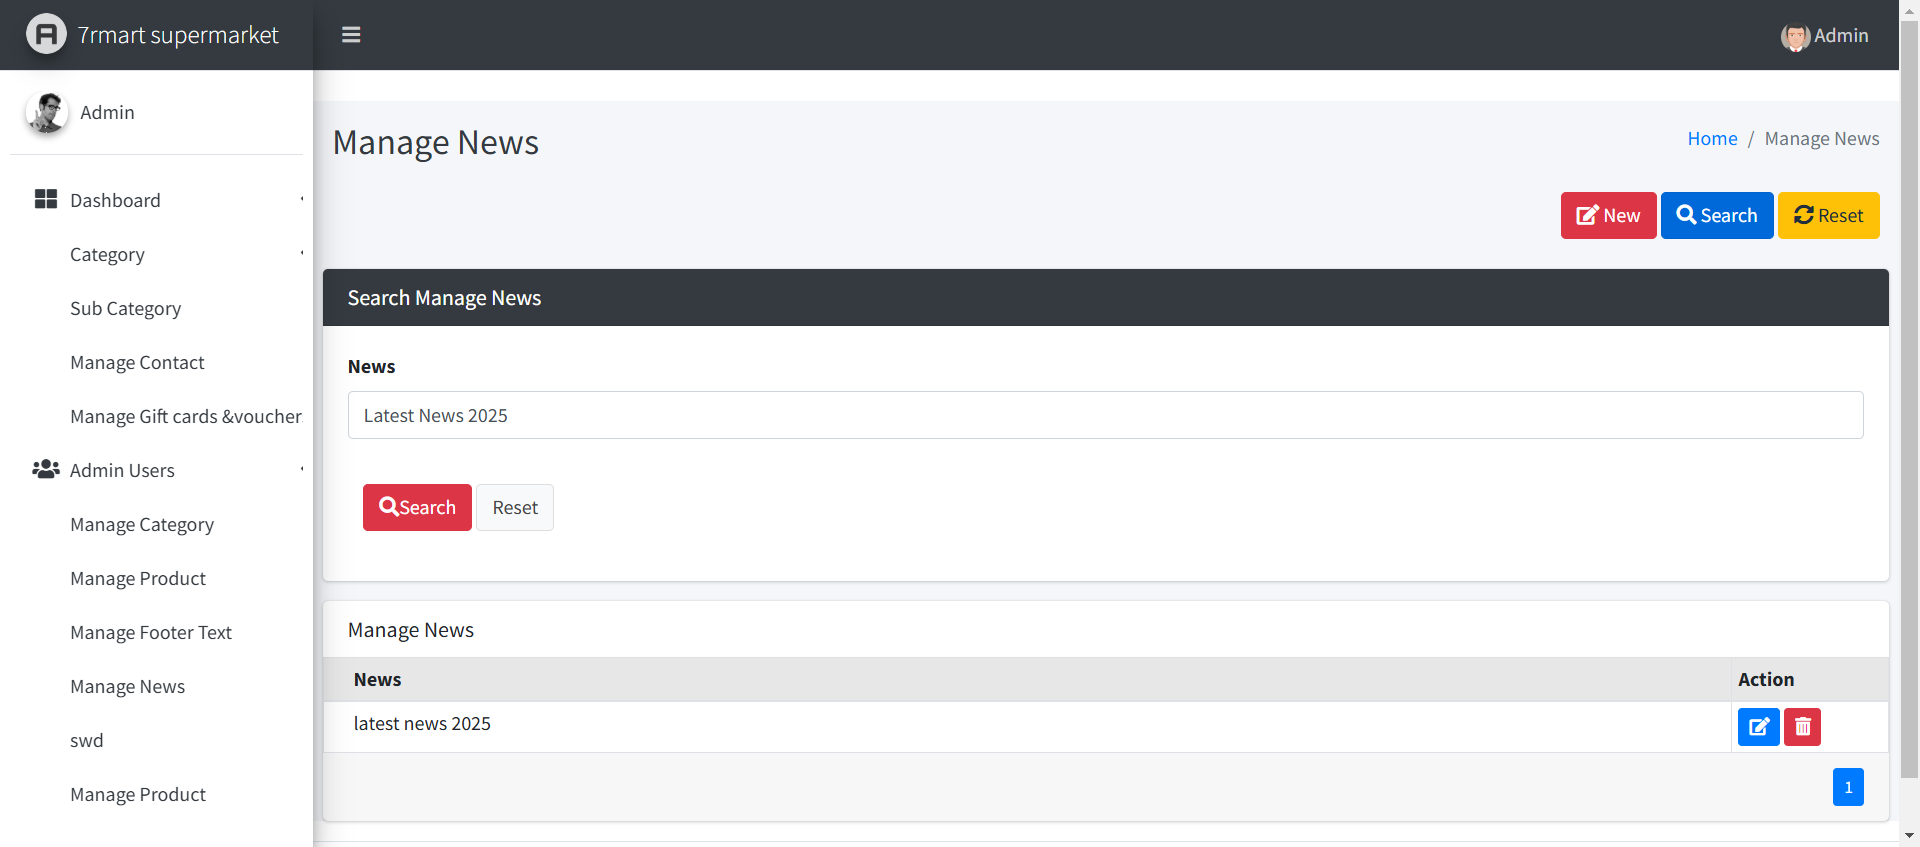 7rmart supermarket
Admin
Admin
Manage News
Home / Manage News
Dashboard
Category
Sub Category
Manage Contact
Manage Gift cards &voucher
Admin Users
Manage Category
Manage Product
Manage Footer Text
Manage News
swd
Manage Product
New
Search
Reset
Search Manage News
News
Latest News 2025
Search
Reset
Manage News
News
Action
latest news 2025
1